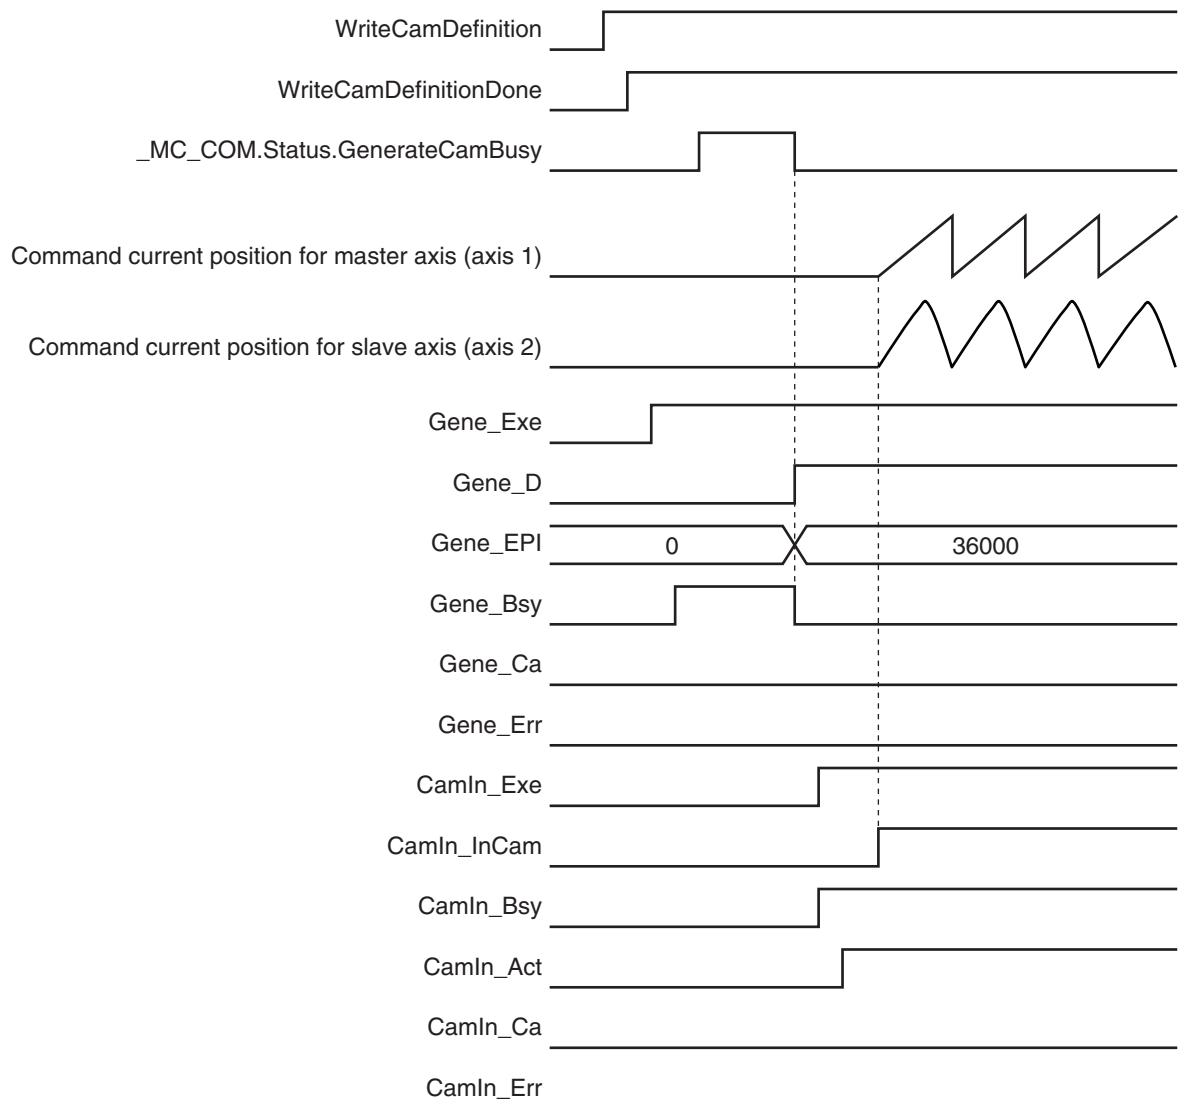 WriteCamDefinition
WriteCamDefinitionDone
_MC_COM.Status.GenerateCamBusy
Command current position for master axis (axis 1)
Command current position for slave axis (axis 2)
Gene_Exe
Gene_D
Gene_EPI 0 36000
Gene_Bsy
Gene_Ca
Gene_Err
CamIn_Exe
CamIn_InCam
CamIn_Bsy
CamIn_Act
CamIn_Ca
CamIn_Err